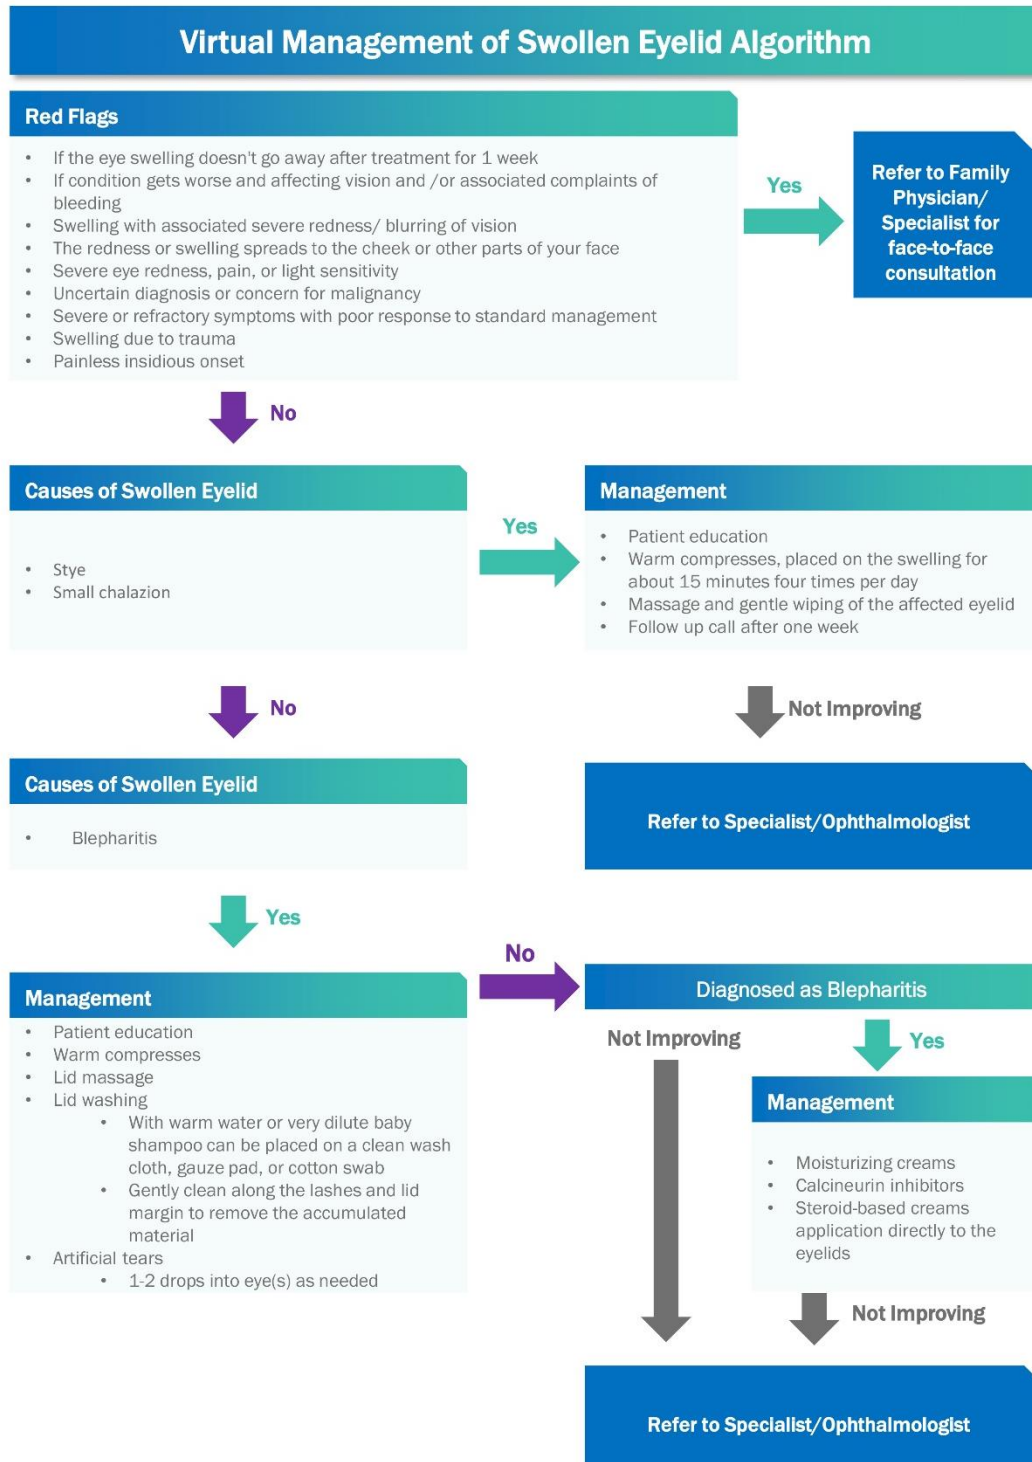 Virtual Management of Swollen Eyelid Algorithm
Red Flags
• If the eye swelling doesn't go away after treatment for 1 week
• If condition gets worse and affecting vision and /or associated complaints of
bleeding
• Swelling with associated severe redness/ blurring of vision
• The redness or swelling spreads to the cheek or other parts of your face
• Severe eye redness, pain, or light sensitivity
• Uncertain diagnosis or concern for malignancy
• Severe or refractory symptoms with poor response to standard management
• Swelling due to trauma
• Painless insidious onset
Yes
Refer to Family
Physician/
Specialist for
face-to-face
consultation
No
Causes of Swollen Eyelid
• Stye
• Small chalazion
Yes
Management
• Patient education
• Warm compresses, placed on the swelling for
about 15 minutes four times per day
• Massage and gentle wiping of the affected eyelid
• Follow up call after one week
No
Not Improving
Causes of Swollen Eyelid
• Blepharitis
Refer to Specialist/Ophthalmologist
Yes
Management
• Patient education
• Warm compresses
• Lid massage
• Lid washing
• With warm water or very dilute baby
shampoo can be placed on a clean wash
cloth, gauze pad, or cotton swab
• Gently clean along the lashes and lid
margin to remove the accumulated
material
• Artificial tears
• 1-2 drops into eye(s) as needed
No
Diagnosed as Blepharitis
Not Improving
Yes
Management
• Moisturizing creams
• Calcineurin inhibitors
• Steroid-based creams
application directly to the
eyelids
Not Improving
Refer to Specialist/Ophthalmologist